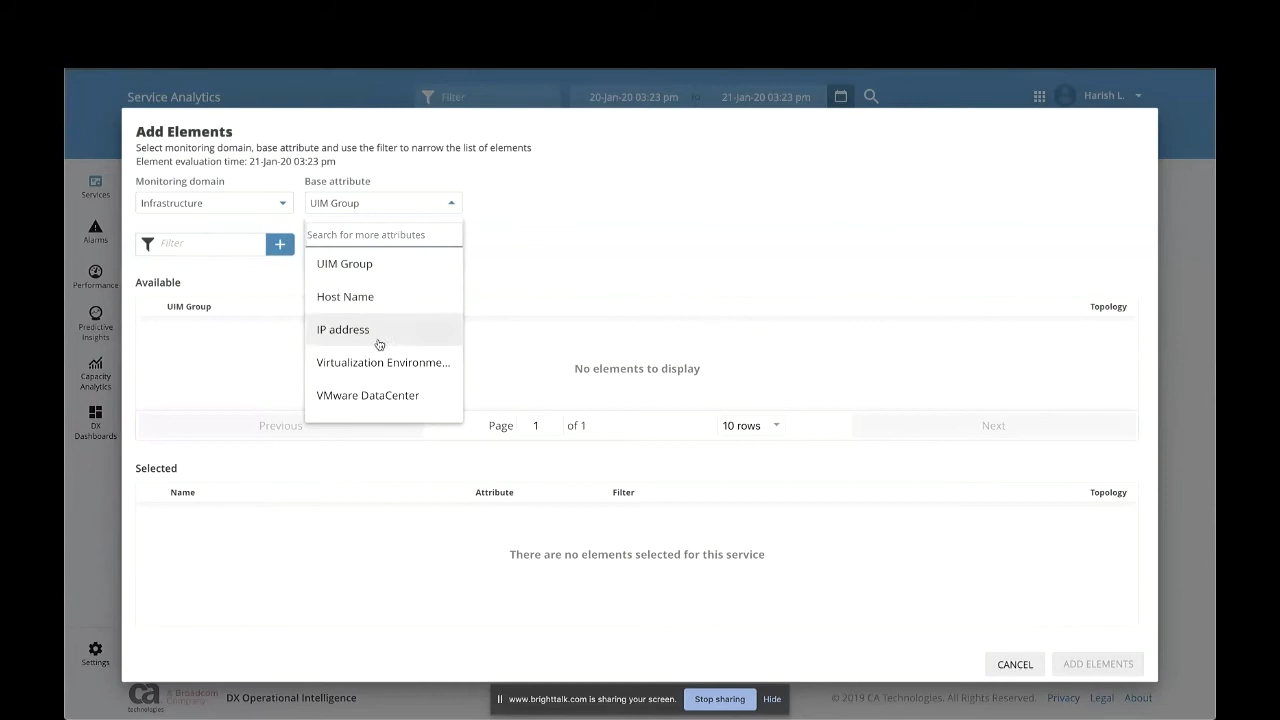 Service Analytics
Filter
20-Jan-20 03:23 pm to 21-Jan-20 03:23 pm
Harish L.
Add Elements
Select monitoring domain, base attribute and use the filter to narrow the list of elements
Element evaluation time: 21-Jan-20 03:23 pm
Monitoring domain
Base attribute
Infrastructure
UIM Group
Services
Search for more attributes
Alarms
Filter
+
UIM Group
Performance
Available
Host Name
UIM Group
Topology
Predictive
Insights
IP address
Virtualization Environme...
No elements to display
Capacity
Analytics
VMware DataCenter
DX
Dashboards
Previous
Page 1 of 1
10 rows
Next
Selected
Name
Attribute
Filter
Topology
There are no elements selected for this service
Settings
CANCEL
ADD ELEMENTS
ca
technologies
A Broadcom
Company
DX Operational Intelligence
www.brighttalk.com is sharing your screen.
Stop sharing
Hide
© 2019 CA Technologies. All Rights Reserved.
Privacy
Legal
About